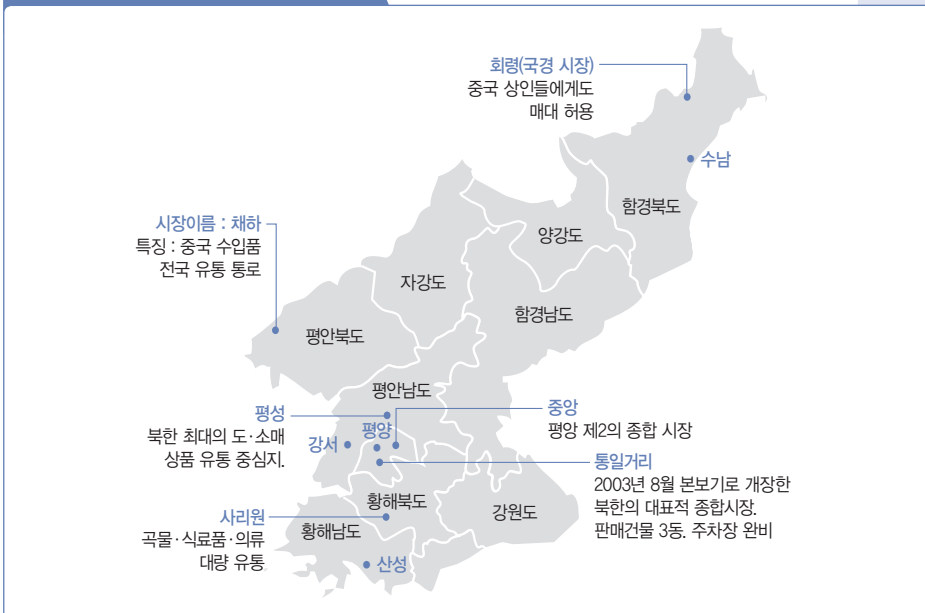 회령(국경 시장)
중국 상인들에게도
매대 허용
수남
함경북도
양강도
시장이름 : 채하
특징 : 중국 수입품
전국 유통 통로
자강도
함경남도
평안북도
평안남도
평성
북한 최대의 도·소매
상품 유통 중심지.
강서
평양
중앙
평앙 제2의 종합 시장
통일거리
2003년 8월 본보기로 개장한
북한의 대표적 종합시장.
판매건물 3동. 주차장 완비
황해북도
강원도
사리원
곡물·식료품·의류
대량 유통
황해남도
산성